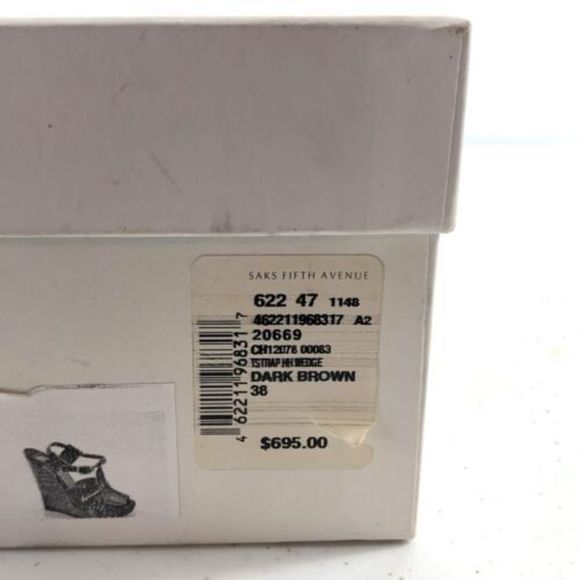 SAKS FIFTH AVENUE
622 47 1148
462211968317 A2
20669
CH12078 00083
TSTRAP HH WEDGE
DARK BROWN
38
$695.00
4 62211 96831 7